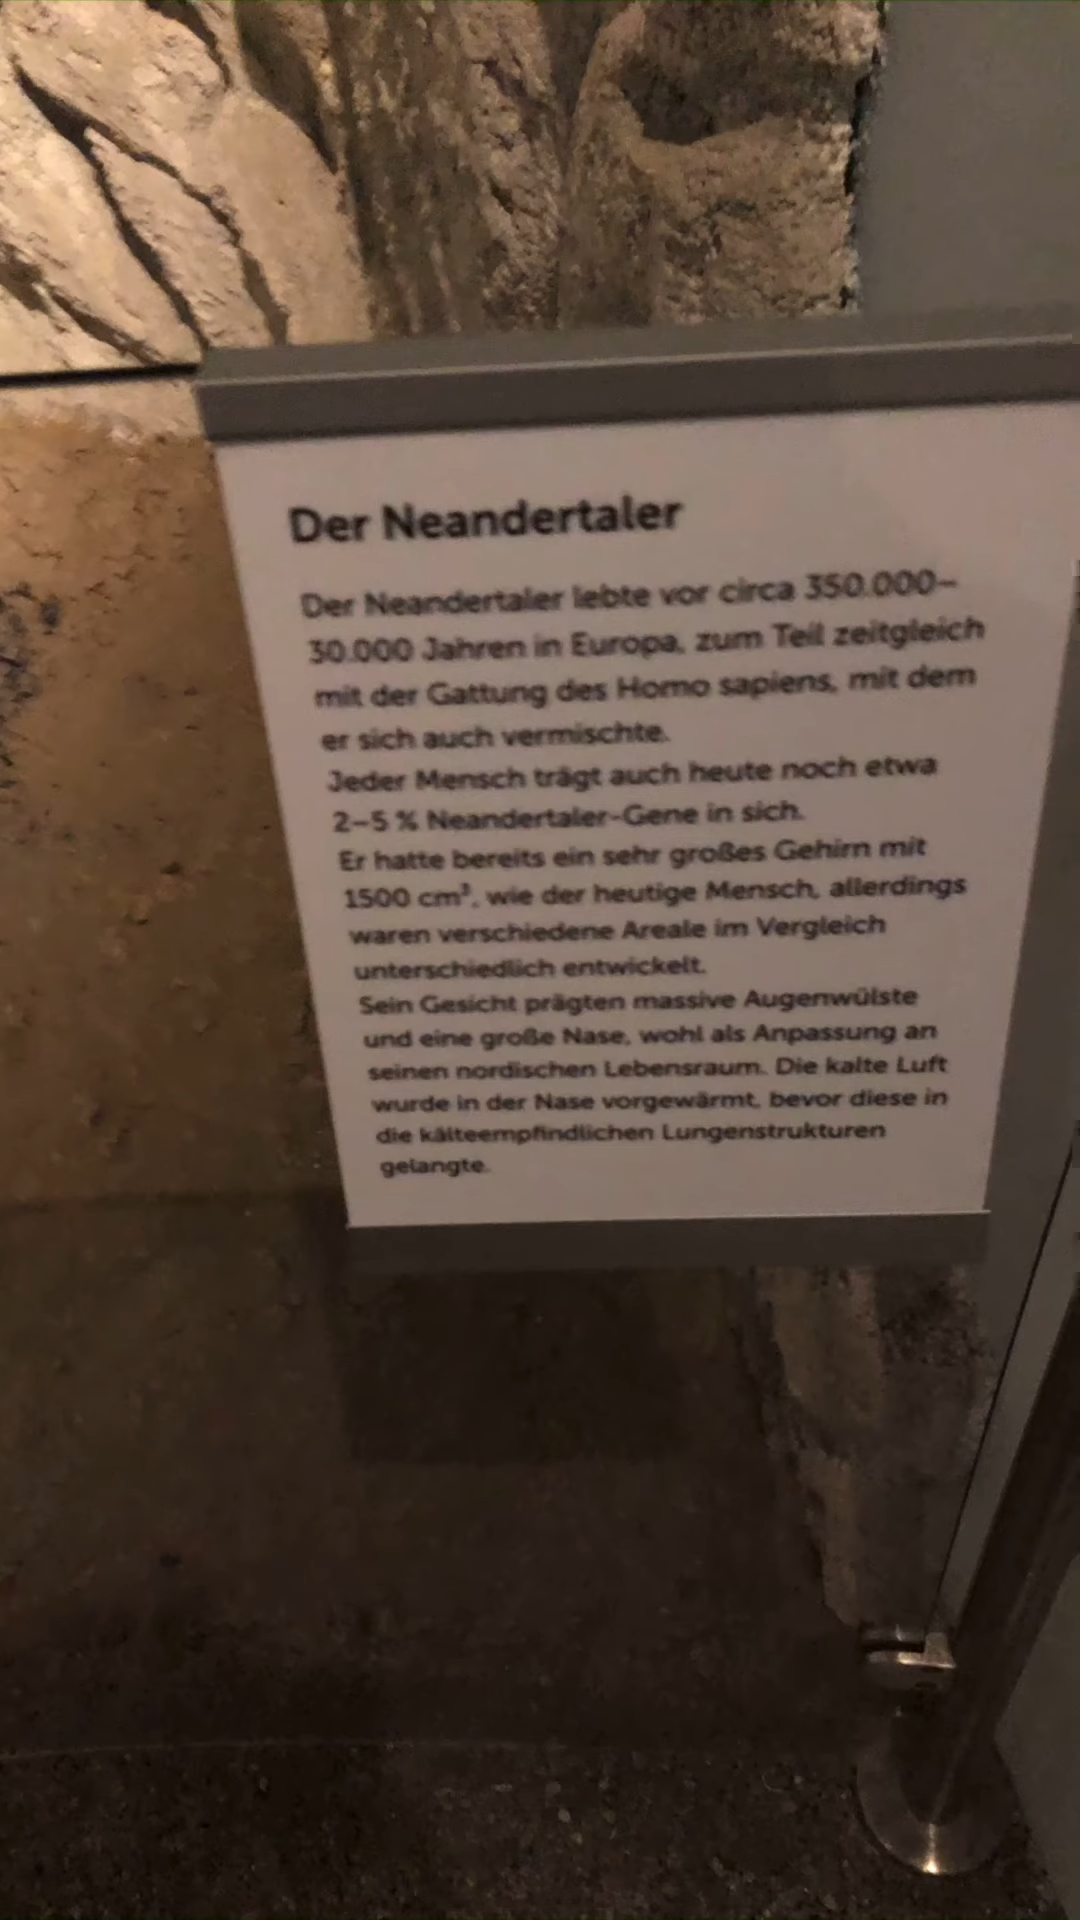 Der Neandertaler
Der Neandertaler lebte vor circa 350.000–
30.000 Jahren in Europa, zum Teil zeitgleich
mit der Gattung des Homo sapiens, mit dem
er sich auch vermischte.
Jeder Mensch trägt auch heute noch etwa
2–5 % Neandertaler-Gene in sich.
Er hatte bereits ein sehr großes Gehirn mit
1500 cm³, wie der heutige Mensch, allerdings
waren verschiedene Areale im Vergleich
unterschiedlich entwickelt.
Sein Gesicht prägten massive Augenwülste
und eine große Nase, wohl als Anpassung an
seinen nordischen Lebensraum. Die kalte Luft
wurde in der Nase vorgewärmt, bevor diese in
die kälteempfindlichen Lungenstrukturen
gelangte.